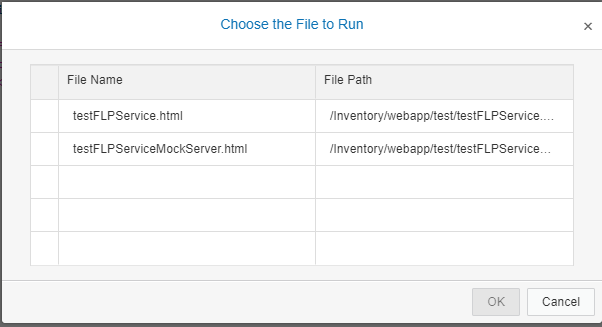 Choose the File to Run
×
File Name File Path
testFLPService.html /Inventory/webapp/test/testFLPService....
testFLPServiceMockServer.html /Inventory/webapp/test/testFLPService...
OK Cancel